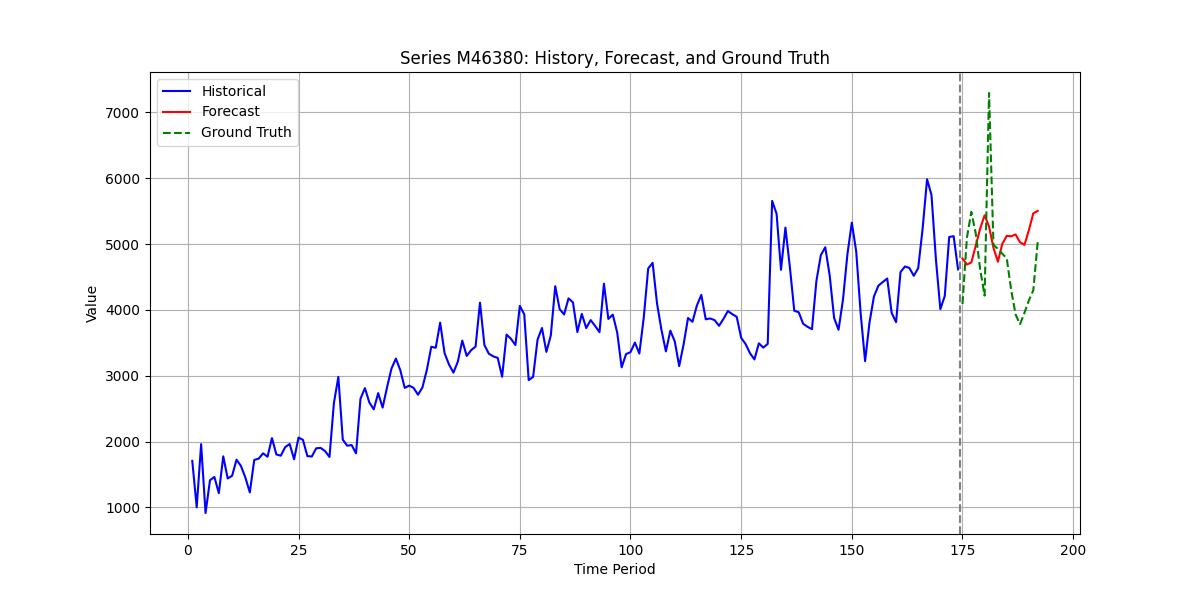 Series M46380: History, Forecast, and Ground Truth
Historical
Forecast
Ground Truth
7000
6000
5000
4000
3000
2000
1000
Value
0 25 50 75 100 125 150 175 200
Time Period